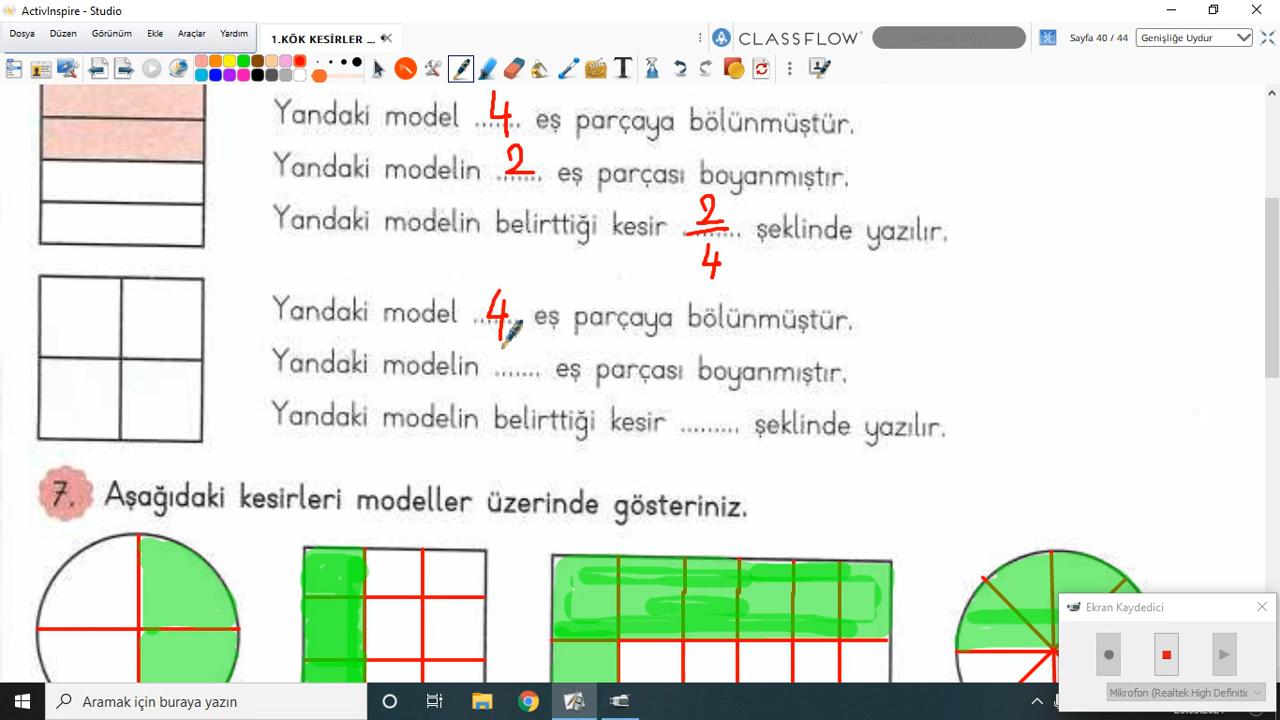 ActivInspire - Studio
Dosya Düzen Görünüm Ekle Araçlar Yardım
1.KÖK KESİRLER ...
CLASSFLOW
Sayfa 40 / 44
Genişliğe Uydur
T
Yandaki model ..4.. eş parçaya bölünmüştür.
Yandaki modelin ..2.. eş parçası boyanmıştır.
Yandaki modelin belirttiği kesir 2/4 şeklinde yazılır.
Yandaki model ..4.. eş parçaya bölünmüştür.
Yandaki modelin ....... eş parçası boyanmıştır.
Yandaki modelin belirttiği kesir ......... şeklinde yazılır.
7. Aşağıdaki kesirleri modeller üzerinde gösteriniz.
Ekran Kaydedici
Mikrofon (Realtek High Definitic
Aramak için buraya yazın